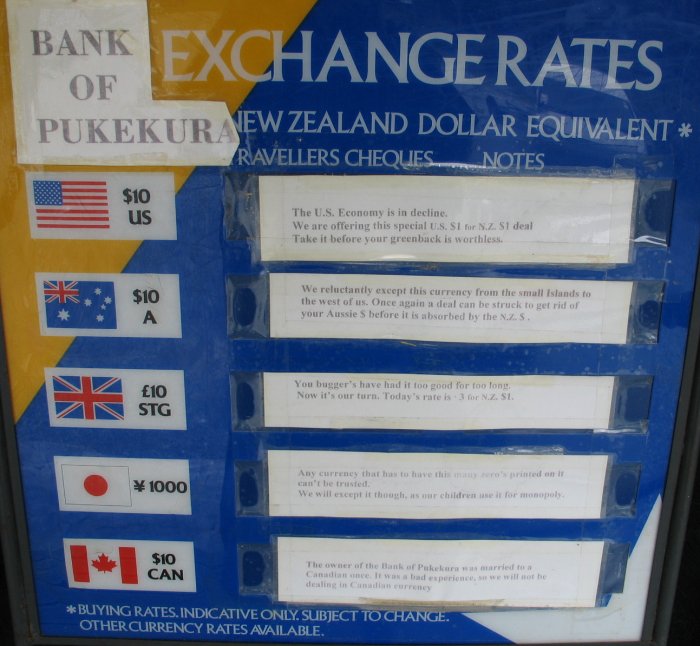 BANK
OF
PUKEKURA
EXCHANGE RATES
NEW ZEALAND DOLLAR EQUIVALENT *
TRAVELLERS CHEQUES NOTES
$10
US
The U.S. Economy is in decline.
We are offering this special U.S. $1 for N.Z. $1 deal
Take it before your greenback is worthless.
$10
A
We reluctantly except this currency from the small Islands to
the west of us. Once again a deal can be struck to get rid of
your Aussie $ before it is absorbed by the N.Z. $ .
£10
STG
You bugger's have had it too good for too long.
Now it's our turn. Today's rate is 3 for N.Z. $1.
¥1000
Any currency that has to have this many zero's printed on it
can't be trusted.
We will except it though, as our children use it for monopoly.
$10
CAN
The owner of the Bank of Pukekura was married to a
Canadian once. It was a bad experience, so we will not be
dealing in Canadian currency
*BUYING RATES. INDICATIVE ONLY. SUBJECT TO CHANGE.
OTHER CURRENCY RATES AVAILABLE.